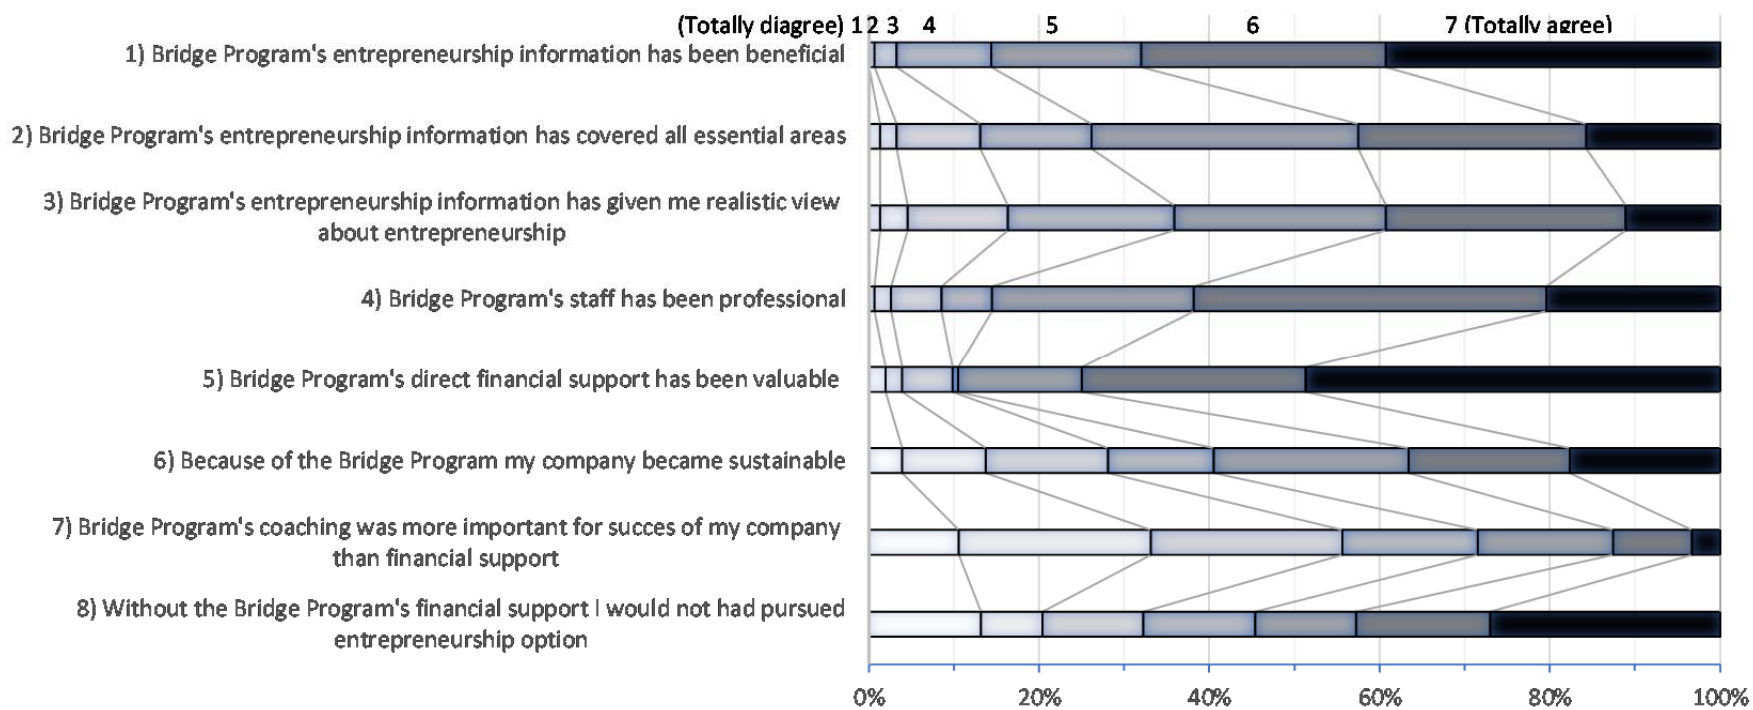 (Totally diagree) 1 2 3 4 5 6 7 (Totally agree)
1) Bridge Program's entrepreneurship information has been beneficial
2) Bridge Program's entrepreneurship information has covered all essential areas
3) Bridge Program's entrepreneurship information has given me realistic view
about entrepreneurship
4) Bridge Program's staff has been professional
5) Bridge Program's direct financial support has been valuable
6) Because of the Bridge Program my company became sustainable
7) Bridge Program's coaching was more important for succes of my company
than financial support
8) Without the Bridge Program's financial support I would not had pursued
entrepreneurship option
0% 20% 40% 60% 80% 100%